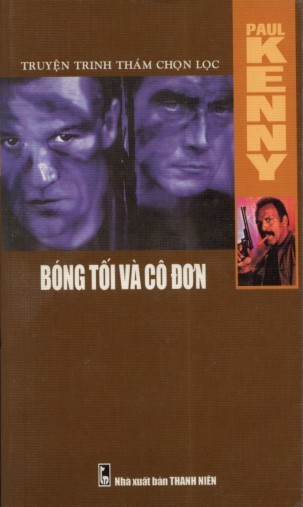 PAUL
KENNY
TRUYỆN TRINH THÁM CHỌN LỌC
BÓNG TỐI VÀ CÔ ĐƠN
Nhà xuất bản THANH NIÊN